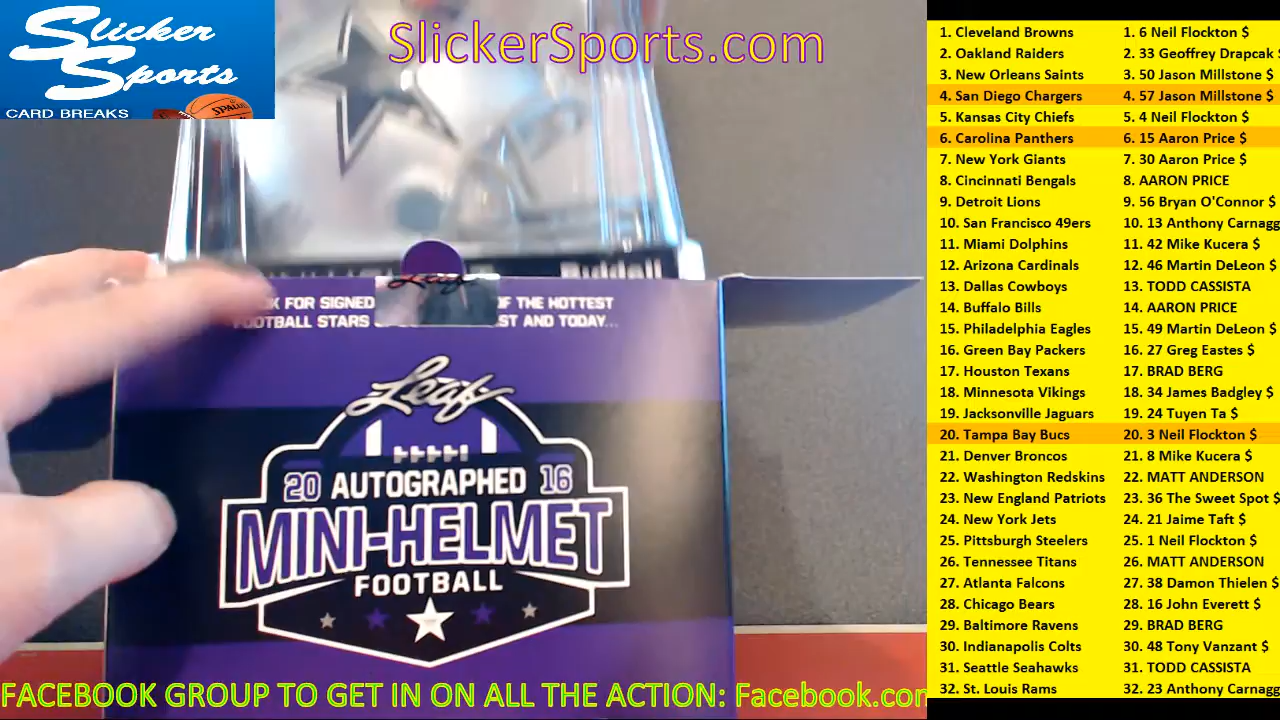 Slicker
Sports
CARD BREAKS
SPALDING
SlickerSports.com
Riddell
Leaf
K FOR SIGNED OF THE HOTTEST
FOOTBALL STARS ST AND TODAY...
Leaf
20 AUTOGRAPHED 16
MINI-HELMET
FOOTBALL
FACEBOOK GROUP TO GET IN ON ALL THE ACTION: Facebook.con
1. Cleveland Browns 1. 6 Neil Flockton $
2. Oakland Raiders 2. 33 Geoffrey Drapcak $
3. New Orleans Saints 3. 50 Jason Millstone $
4. San Diego Chargers 4. 57 Jason Millstone $
5. Kansas City Chiefs 5. 4 Neil Flockton $
6. Carolina Panthers 6. 15 Aaron Price $
7. New York Giants 7. 30 Aaron Price $
8. Cincinnati Bengals 8. AARON PRICE
9. Detroit Lions 9. 56 Bryan O'Connor $
10. San Francisco 49ers 10. 13 Anthony Carnagg
11. Miami Dolphins 11. 42 Mike Kucera $
12. Arizona Cardinals 12. 46 Martin DeLeon $
13. Dallas Cowboys 13. TODD CASSISTA
14. Buffalo Bills 14. AARON PRICE
15. Philadelphia Eagles 15. 49 Martin DeLeon $
16. Green Bay Packers 16. 27 Greg Eastes $
17. Houston Texans 17. BRAD BERG
18. Minnesota Vikings 18. 34 James Badgley $
19. Jacksonville Jaguars 19. 24 Tuyen Ta $
20. Tampa Bay Bucs 20. 3 Neil Flockton $
21. Denver Broncos 21. 8 Mike Kucera $
22. Washington Redskins 22. MATT ANDERSON
23. New England Patriots 23. 36 The Sweet Spot $
24. New York Jets 24. 21 Jaime Taft $
25. Pittsburgh Steelers 25. 1 Neil Flockton $
26. Tennessee Titans 26. MATT ANDERSON
27. Atlanta Falcons 27. 38 Damon Thielen $
28. Chicago Bears 28. 16 John Everett $
29. Baltimore Ravens 29. BRAD BERG
30. Indianapolis Colts 30. 48 Tony Vanzant $
31. Seattle Seahawks 31. TODD CASSISTA
32. St. Louis Rams 32. 23 Anthony Carnagg